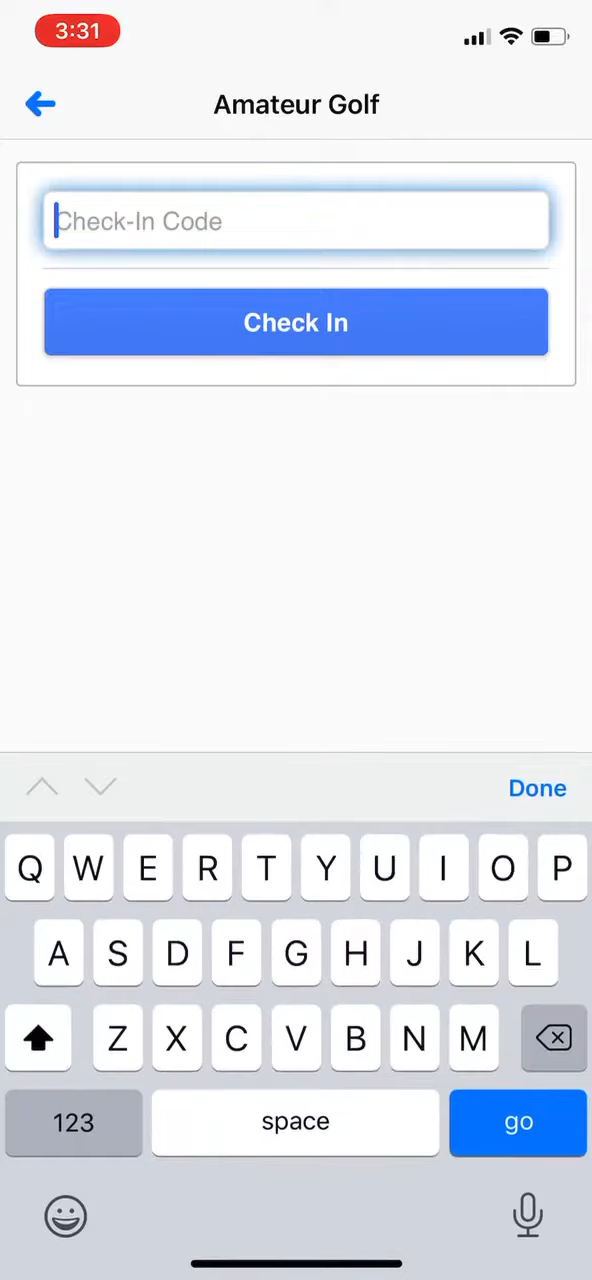 3:31
Amateur Golf
Check-In Code
Check In
Done
Q W E R T Y U I O P
A S D F G H J K L
Z X C V B N M
123 space go